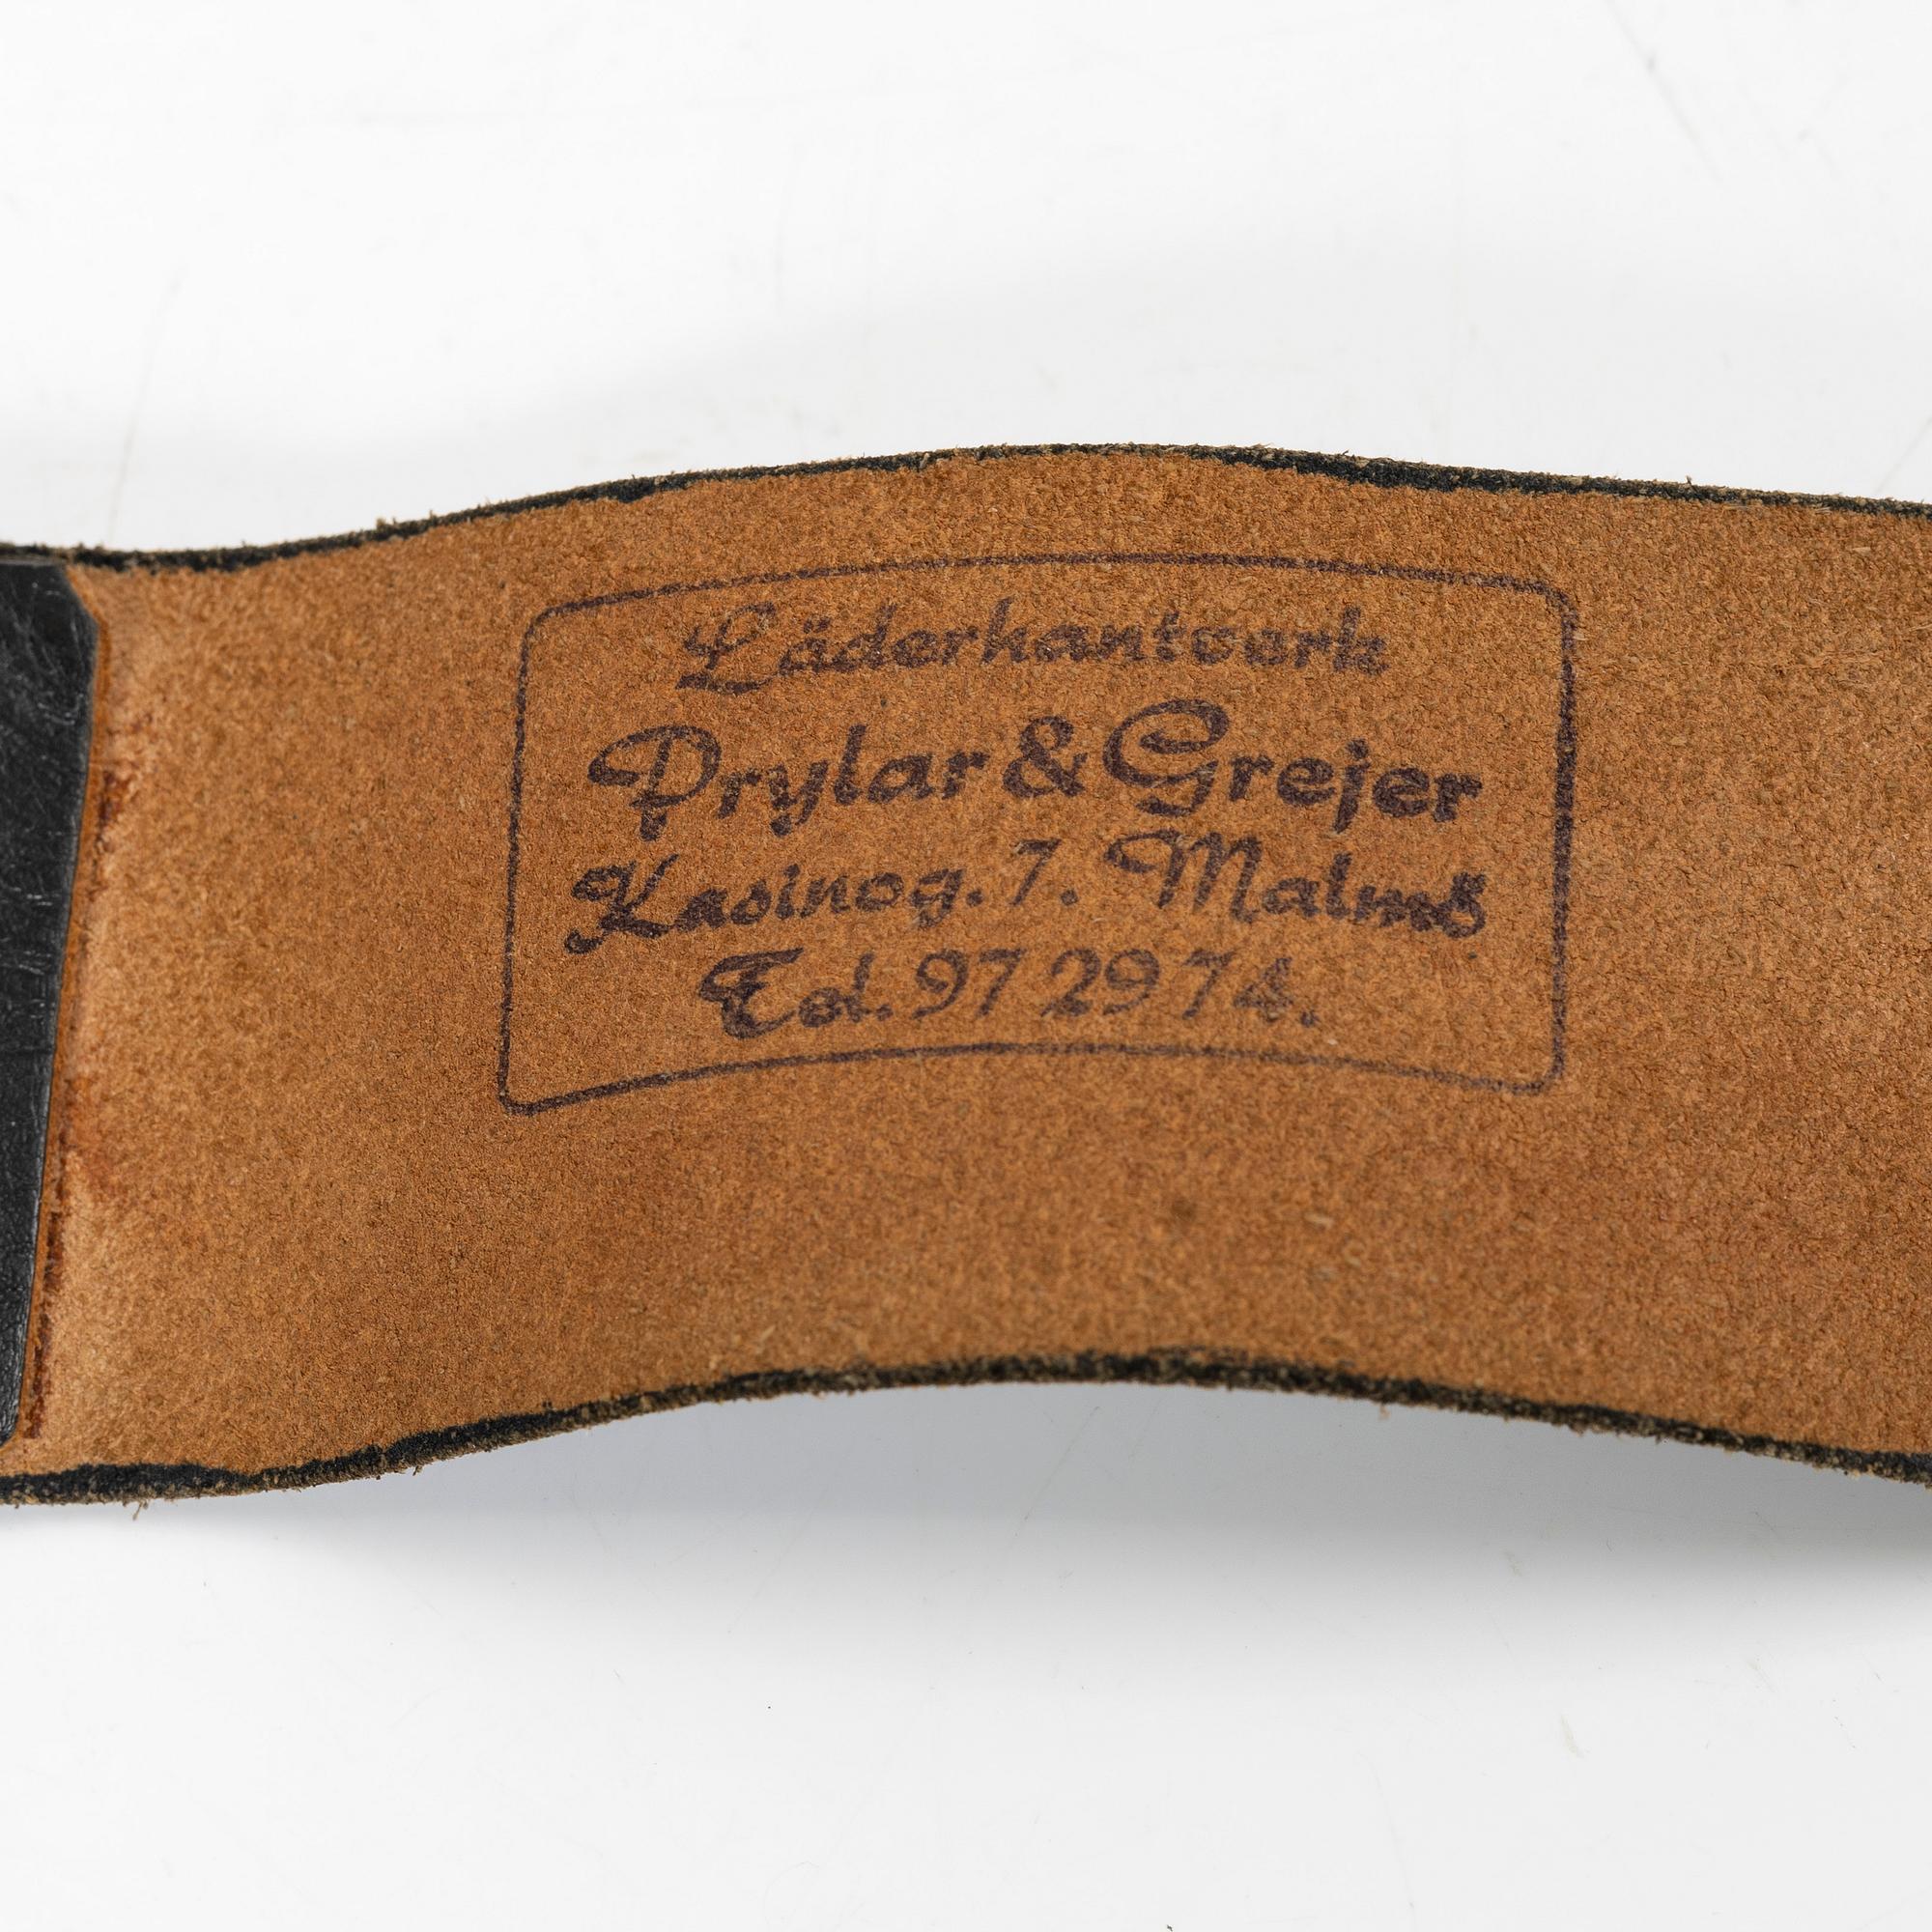 Läderhantverk
Prylar & Grejer
Kasinog. 7. Malmö
Tel. 97 29 74.